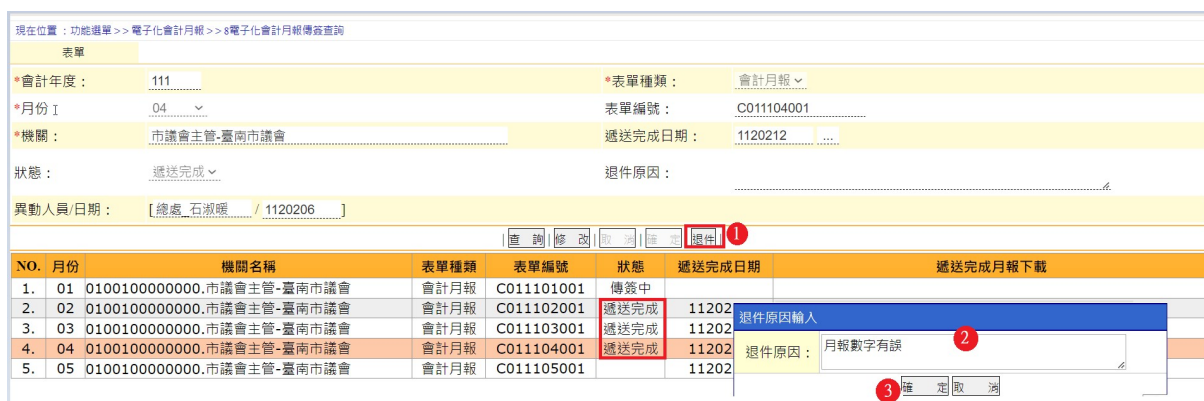 現在位置 : 功能選單>>電子化會計月報>>8電子化會計月報傳簽查詢
表單
*會計年度： 111 *表單種類： 會計月報
*月份 04 表單編號： C011104001
*機關： 市議會主管-臺南市議會 遞送完成日期： 1120212 ...
狀態： 遞送完成 退件原因：
異動人員/日期： [ 總處_石淑暖 / 1120206 ]
|查 詢|修 改|取 消|確 定|退件| 1
NO. 月份 機關名稱 表單種類 表單編號 狀態 遞送完成日期 遞送完成月報下載
1. 01 0100100000000.市議會主管-臺南市議會 會計月報 C011101001 傳簽中
2. 02 0100100000000.市議會主管-臺南市議會 會計月報 C011102001 遞送完成 11202
3. 03 0100100000000.市議會主管-臺南市議會 會計月報 C011103001 遞送完成 11202
4. 04 0100100000000.市議會主管-臺南市議會 會計月報 C011104001 遞送完成 11202
5. 05 0100100000000.市議會主管-臺南市議會 會計月報 C011105001 11202
退件原因輸入
退件原因： 月報數字有誤 2
3 確 定 取 消